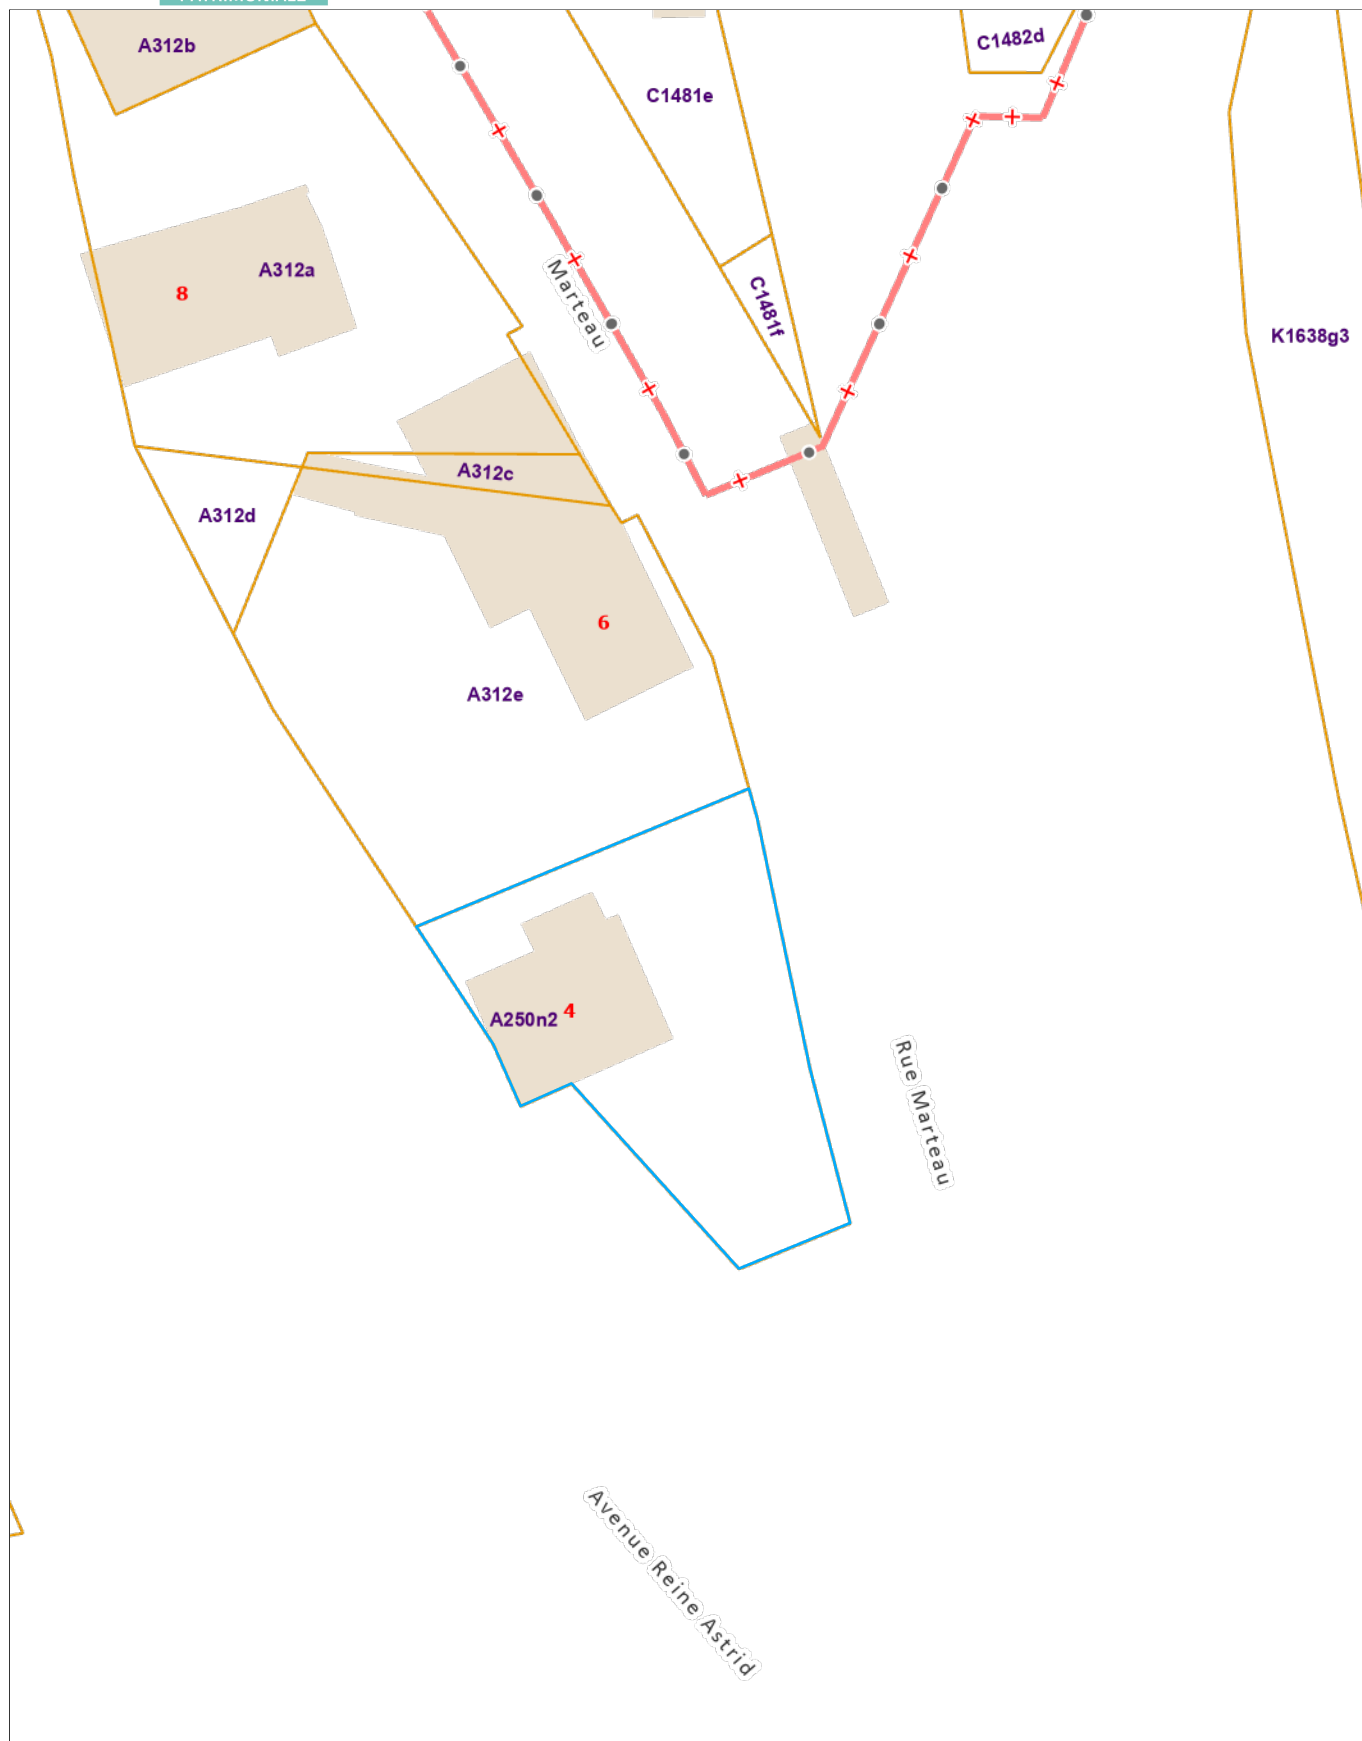 A312b
C1482d
C1481e
A312a
8
Marteau
C1481f
K1638g3
A312c
A312d
6
A312e
A250n2
4
Rue Marteau
Avenue Reine Astrid